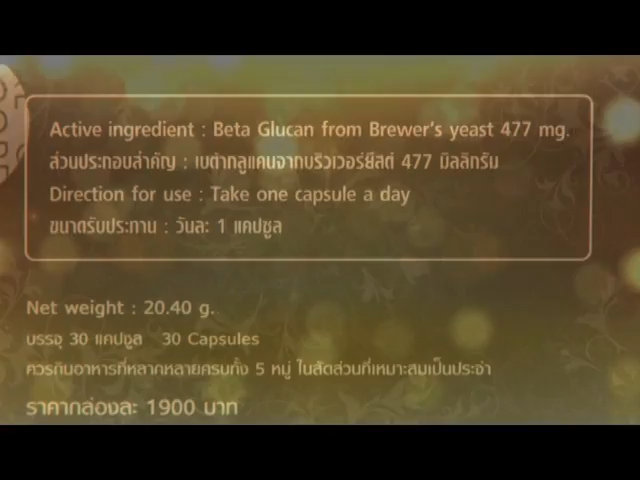 Active ingredient : Beta Glucan from Brewer's yeast 477 mg.
ส่วนประกอบสำคัญ : เบต้ากลูแคนจากบริวเวอร์ยีสต์ 477 มิลลิกรัม
Direction for use : Take one capsule a day
ขนาดรับประทาน : วันละ 1 แคปซูล
Net weight : 20.40 g.
บรรจุ 30 แคปซูล 30 Capsules
ควรกินอาหารที่หลากหลายครบทั้ง 5 หมู่ ในสัดส่วนที่เหมาะสมเป็นประจำ
ราคากล่องละ 1900 บาท